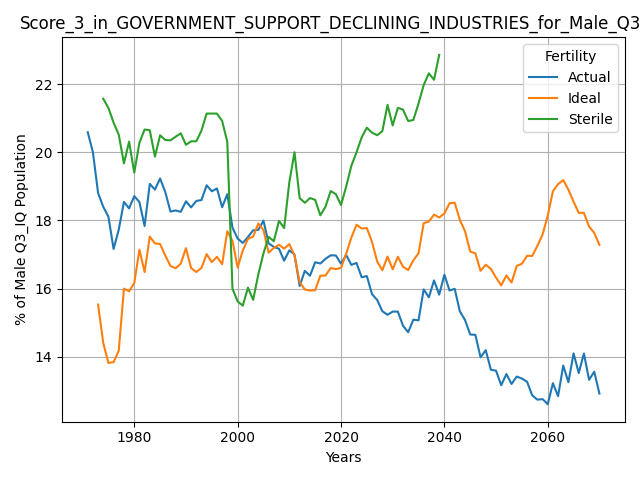 Score_3_in_GOVERNMENT_SUPPORT_DECLINING_INDUSTRIES_for_Male_Q3
Fertility
Actual
Ideal
Sterile
% of Male Q3_IQ Population
22
20
18
16
14
1980
2000
2020
2040
2060
Years